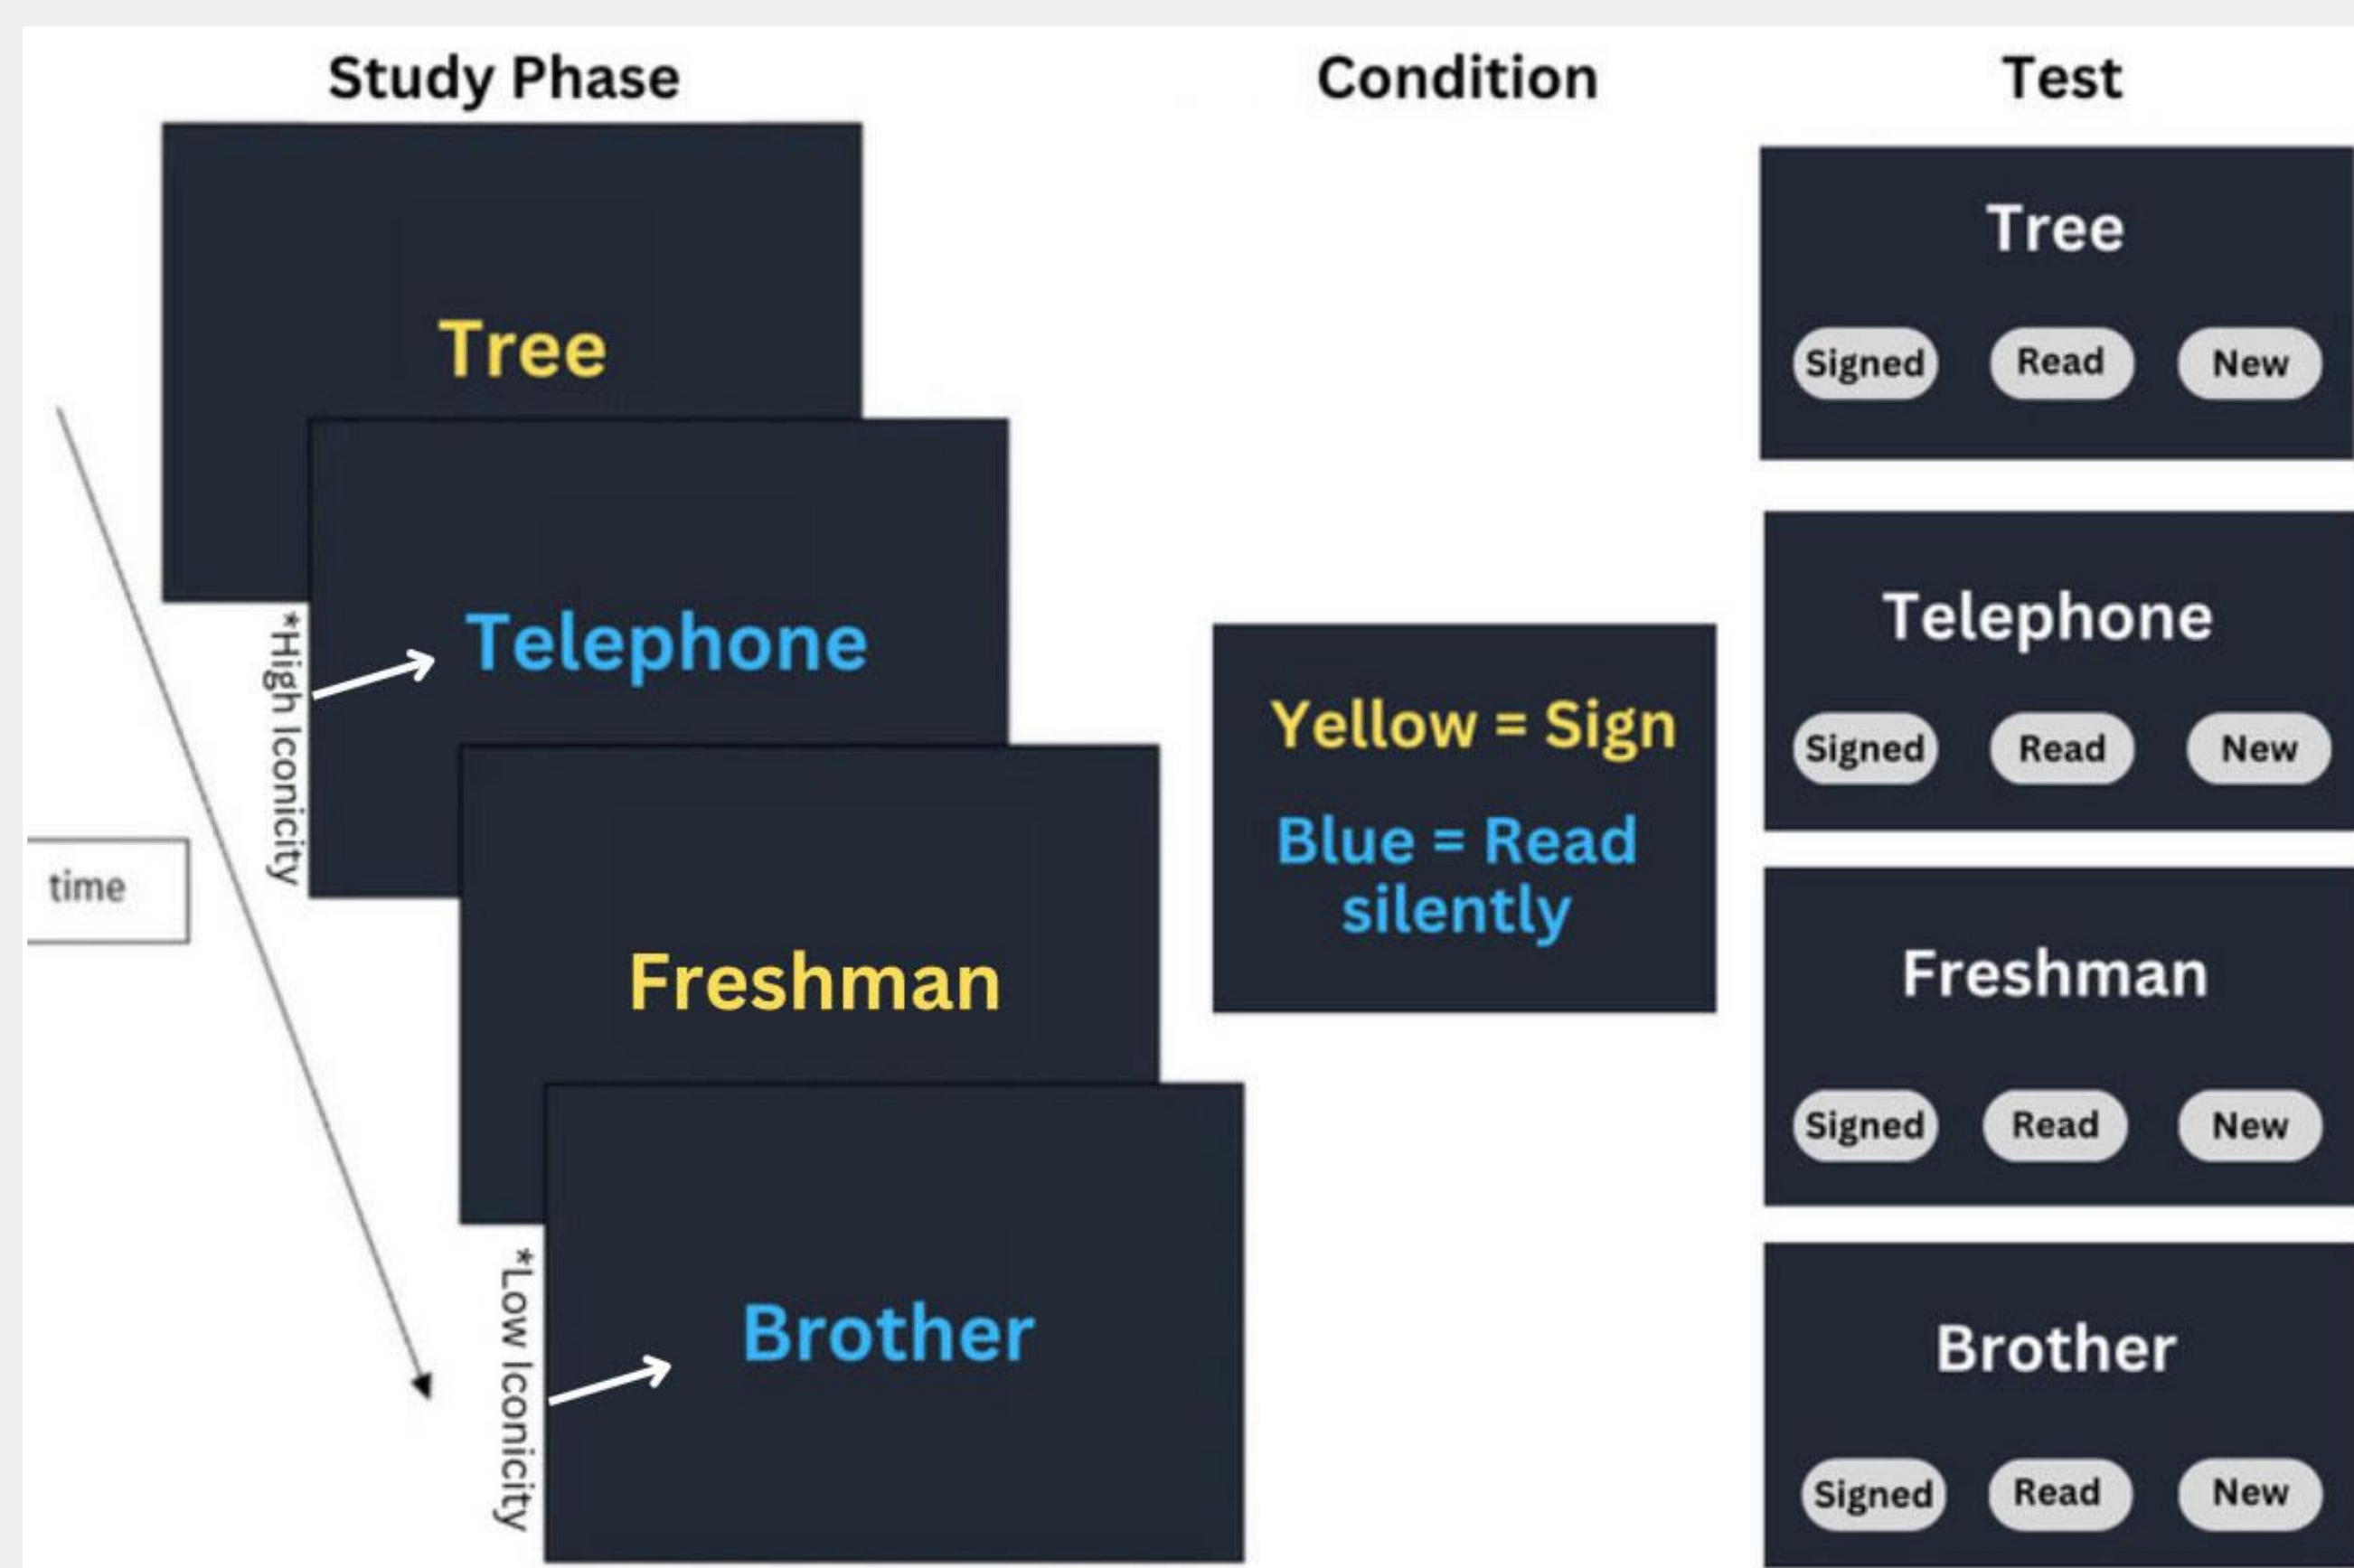 Study Phase
Tree
*High Iconicity
Telephone
time
Freshman
*Low Iconicity
Brother
Condition
Yellow = Sign
Blue = Read
silently
Test
Tree
Signed Read New
Telephone
Signed Read New
Freshman
Signed Read New
Brother
Signed Read New